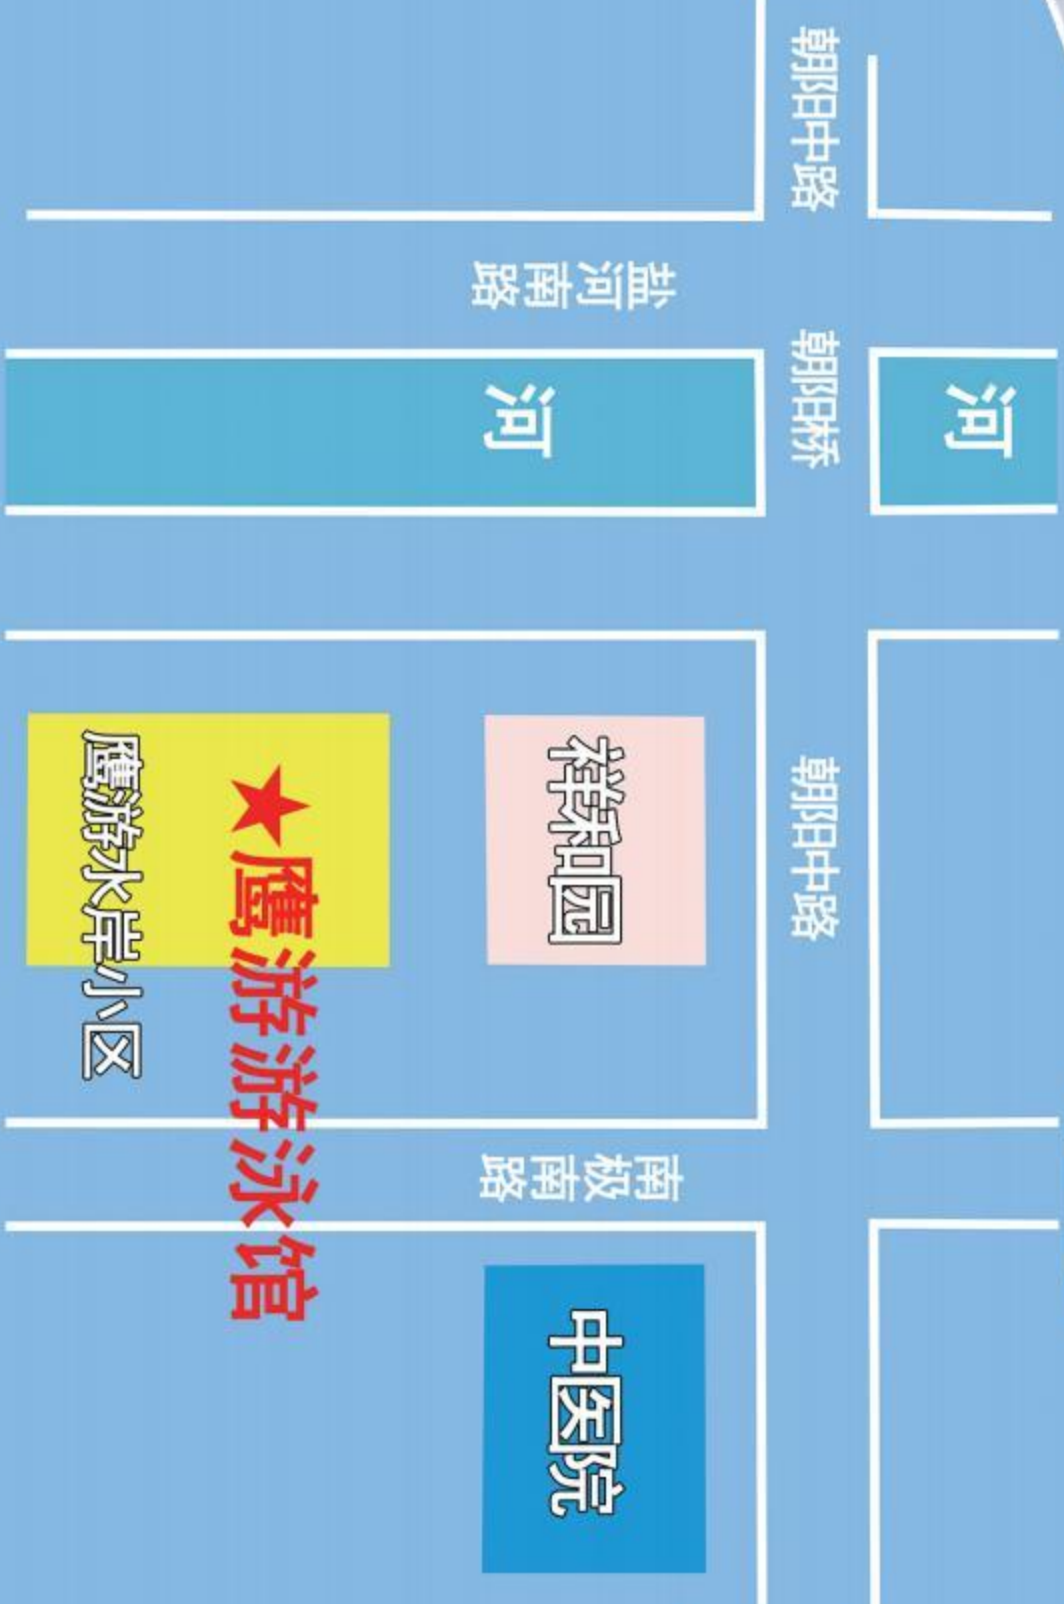 河
朝阳中路
朝阳桥
朝阳中路
盐河南路
南极南路
河
祥和园
中医院
★鹰游游泳馆
鹰游水岸小区